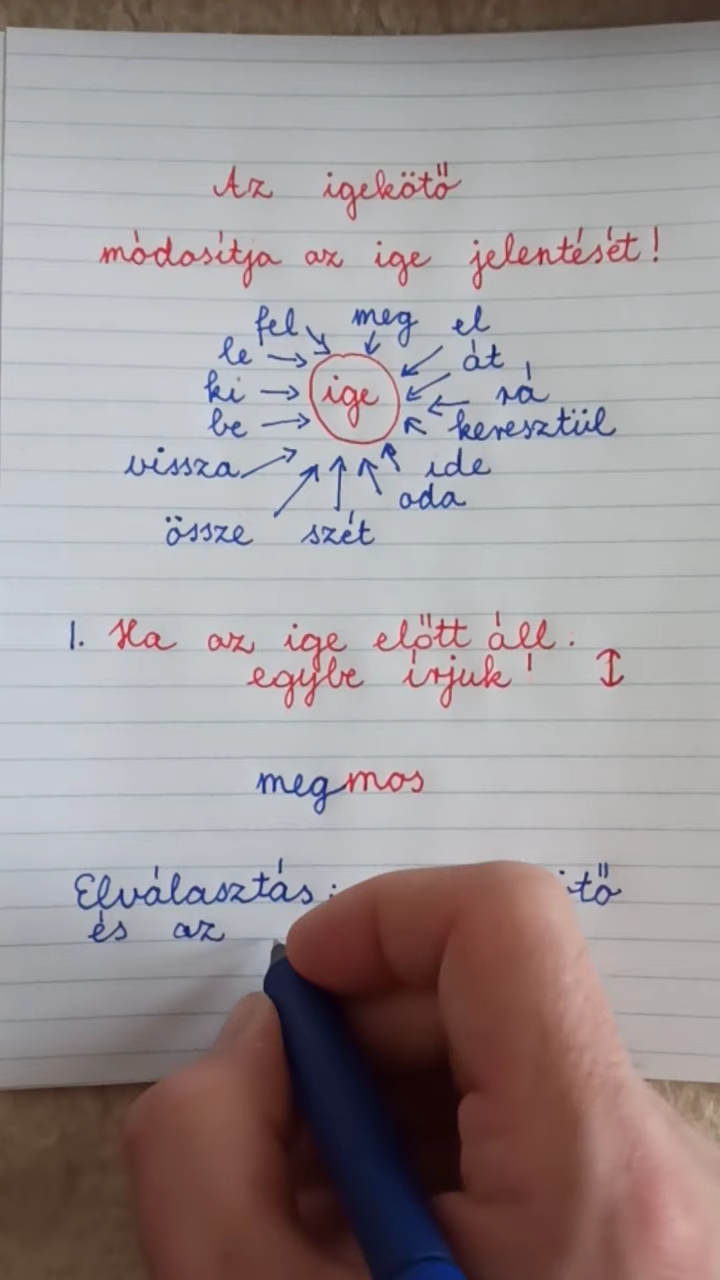 Az igekötő
módosítja az ige jelentését!
fel meg el
le át
ki ige rá
be keresztül
vissza ide
oda
össze szét
1. Ha az ige előtt áll:
egybe írjuk!
megmos
Elválasztás:
és az